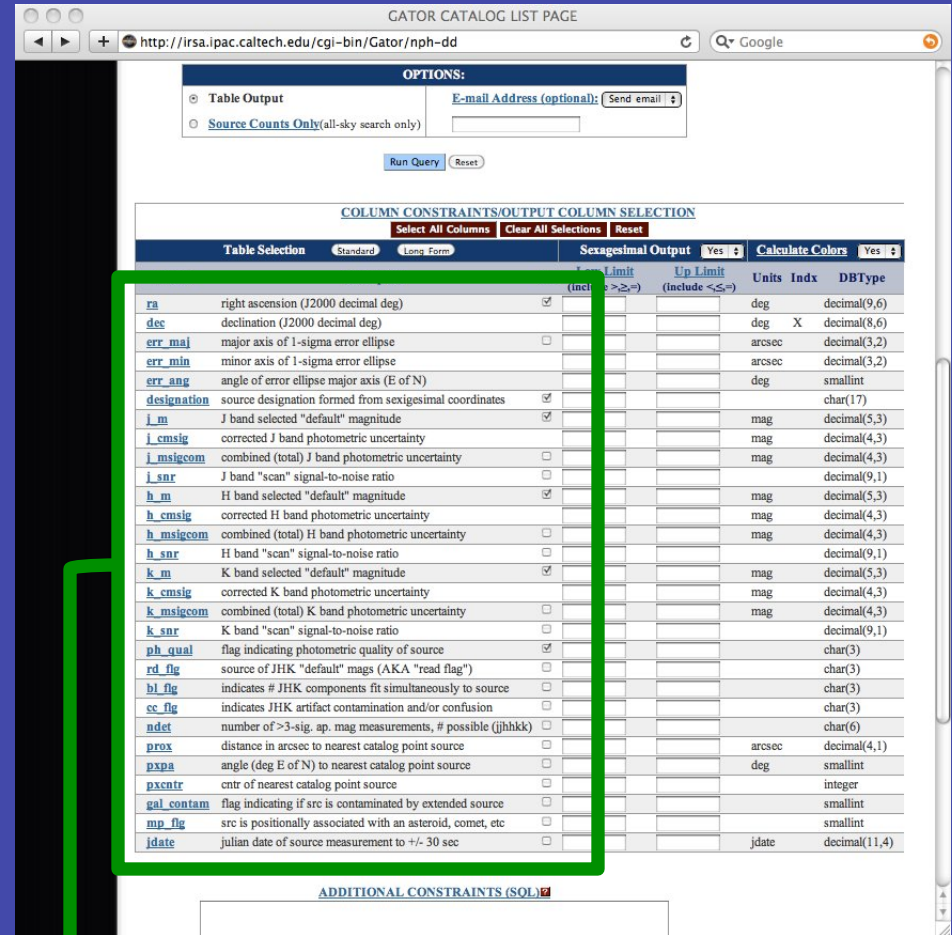 GATOR CATALOG LIST PAGE
http://irsa.ipac.caltech.edu/cgi-bin/Gator/nph-dd Google
OPTIONS:
Table Output E-mail Address (optional): Send email
Source Counts Only(all-sky search only)
Run Query Reset
COLUMN CONSTRAINTS/OUTPUT COLUMN SELECTION
Select All Columns Clear All Selections Reset
Table Selection Standard Long Form Sexagesimal Output Yes Calculate Colors Yes
Low Limit Up Limit Units Indx DBType
(include >,≥,=) (include <,≤,=)
ra right ascension (J2000 decimal deg) deg decimal(9,6)
dec declination (J2000 decimal deg) deg X decimal(8,6)
err_maj major axis of 1-sigma error ellipse arcsec decimal(3,2)
err_min minor axis of 1-sigma error ellipse arcsec decimal(3,2)
err_ang angle of error ellipse major axis (E of N) deg smallint
designation source designation formed from sexigesimal coordinates char(17)
j_m J band selected "default" magnitude mag decimal(5,3)
j_cmsig corrected J band photometric uncertainty mag decimal(4,3)
j_msigcom combined (total) J band photometric uncertainty mag decimal(4,3)
j_snr J band "scan" signal-to-noise ratio decimal(9,1)
h_m H band selected "default" magnitude mag decimal(5,3)
h_cmsig corrected H band photometric uncertainty mag decimal(4,3)
h_msigcom combined (total) H band photometric uncertainty mag decimal(4,3)
h_snr H band "scan" signal-to-noise ratio decimal(9,1)
k_m K band selected "default" magnitude mag decimal(5,3)
k_cmsig corrected K band photometric uncertainty mag decimal(4,3)
k_msigcom combined (total) K band photometric uncertainty mag decimal(4,3)
k_snr K band "scan" signal-to-noise ratio decimal(9,1)
ph_qual flag indicating photometric quality of source char(3)
rd_flg source of JHK "default" mags (AKA "read flag") char(3)
bl_flg indicates # JHK components fit simultaneously to source char(3)
cc_flg indicates JHK artifact contamination and/or confusion char(3)
ndet number of >3-sig. ap. mag measurements, # possible (jjhhkk) char(6)
prox distance in arcsec to nearest catalog point source arcsec decimal(4,1)
pxpa angle (deg E of N) to nearest catalog point source deg smallint
pxcntr cntr of nearest catalog point source integer
gal_contam flag indicating if src is contaminated by extended source smallint
mp_flg src is positionally associated with an asteroid, comet, etc smallint
jdate julian date of source measurement to +/- 30 sec jdate decimal(11,4)
ADDITIONAL CONSTRAINTS (SQL)?